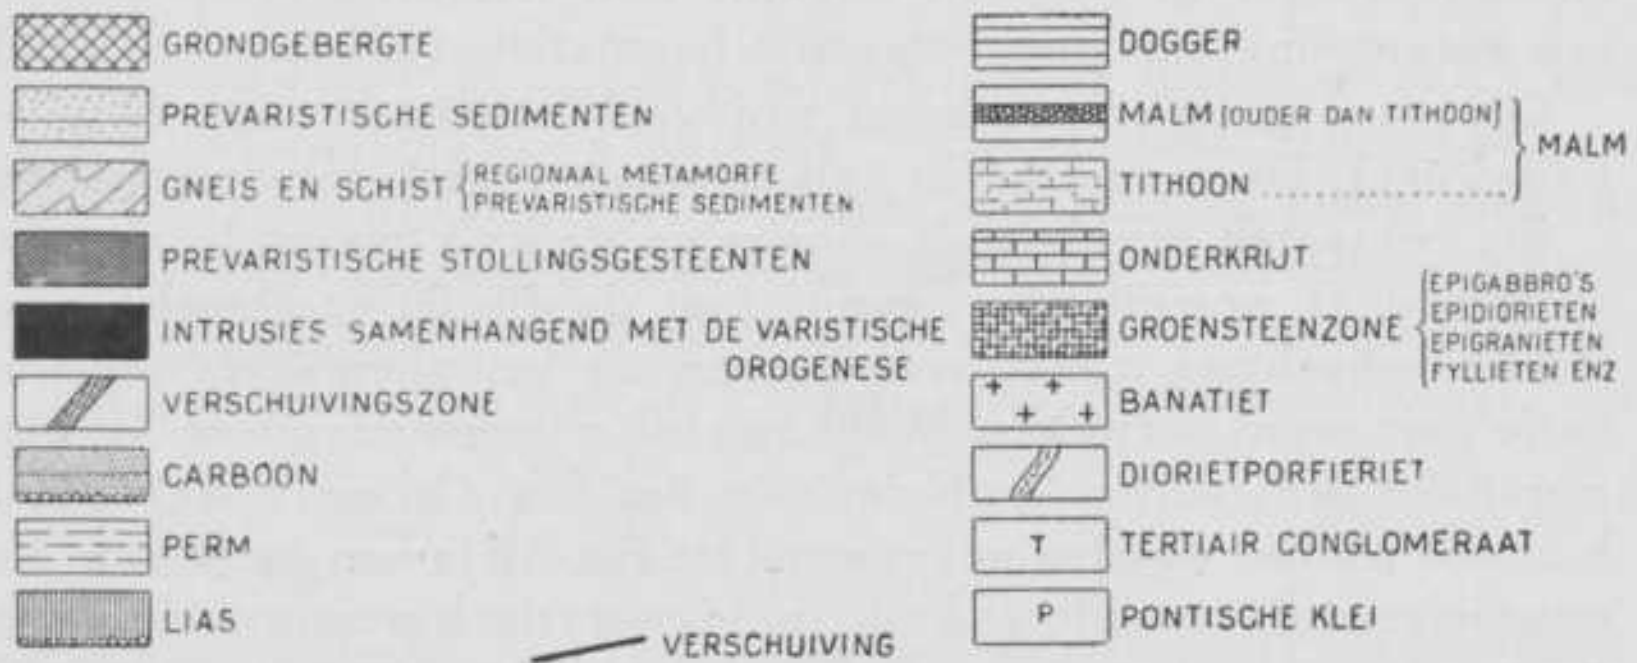 GRONDGEBERGTE
PREVARISTISCHE SEDIMENTEN
GNEIS EN SCHIST { REGIONAAL METAMORFE
PREVARISTISCHE SEDIMENTEN
PREVARISTISCHE STOLLINGSGESTEENTEN
INTRUSIES SAMENHANGEND MET DE VARISTISCHE
OROGENESE
VERSCHUIVINGSZONE
CARBOON
PERM
LIAS
VERSCHUIVING
DOGGER
MALM [OUDER DAN TITHOON]
TITHOON ....................
} MALM
ONDERKRIJT
GROENSTEENZONE { EPIGABBRO'S
EPIDIORIETEN
EPIGRANIETEN
FYLLIETEN ENZ
BANATIET
DIORIETPORFIERIET
T TERTIAIR CONGLOMERAAT
P PONTISCHE KLEI